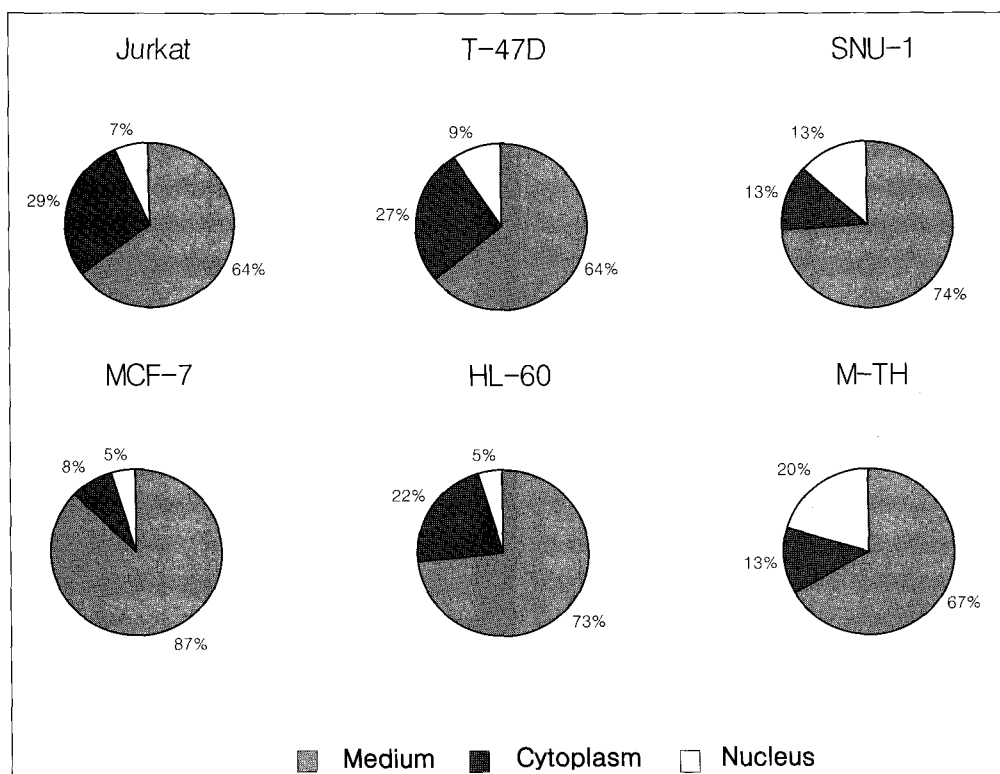 Jurkat T-47D SNU-1
7% 9% 13%
29% 27% 13%
64% 64% 74%
MCF-7 HL-60 M-TH
8% 5% 5% 20%
22% 13%
87% 73% 67%
Medium Cytoplasm Nucleus